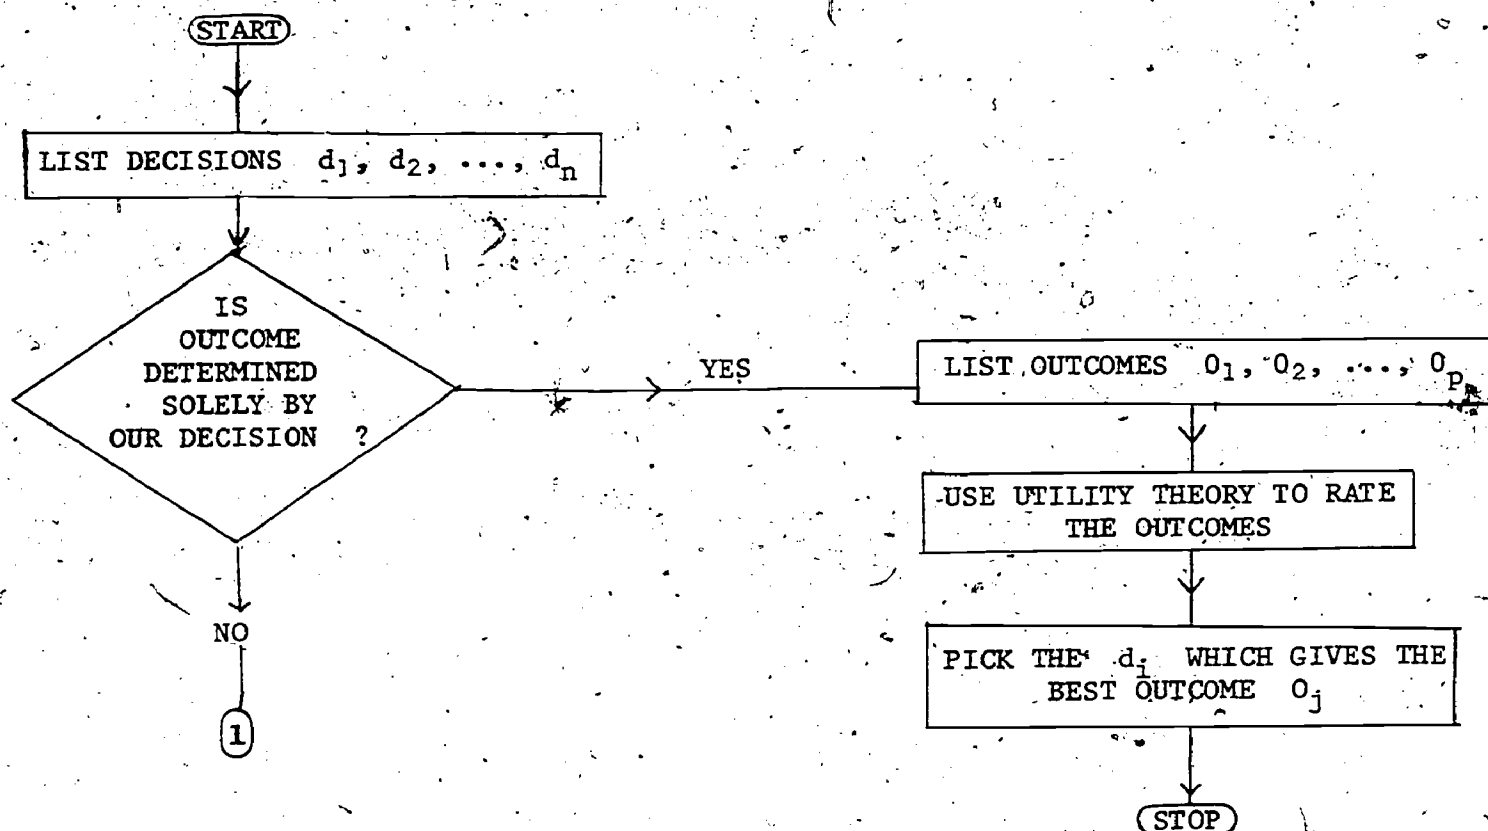 START
LIST DECISIONS d1, d2, ..., dn
IS
OUTCOME
DETERMINED
SOLELY BY
OUR DECISION ?
YES
NO
1
LIST OUTCOMES O1, O2, ..., Op
USE UTILITY THEORY TO RATE
THE OUTCOMES
PICK THE di WHICH GIVES THE
BEST OUTCOME Oj
STOP